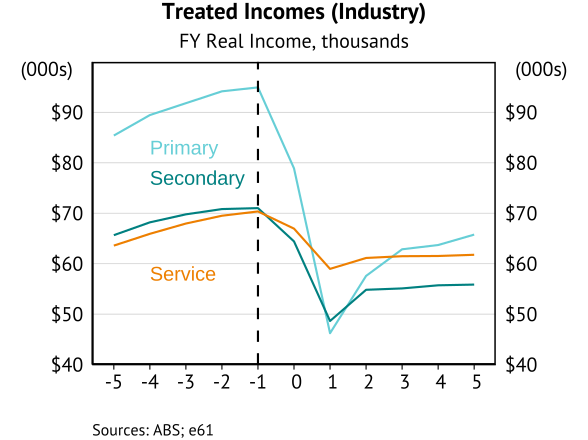 Treated Incomes (Industry)
FY Real Income, thousands
(000s) (000s)
$90 $90
Primary
$80 $80
Secondary
$70 $70
$60 $60
Service
$50 $50
$40 $40
-5 -4 -3 -2 -1 0 1 2 3 4 5
Sources: ABS; e61